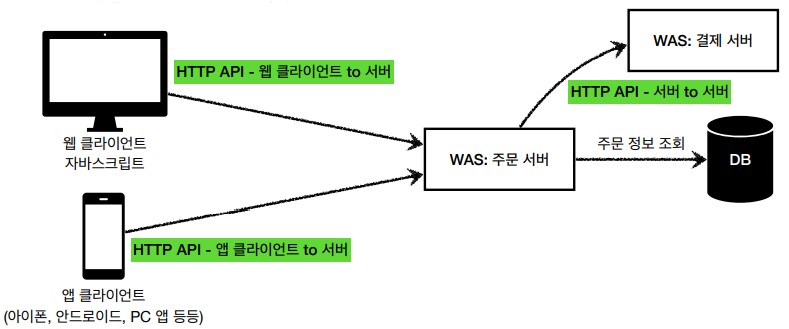 HTTP API - 웹 클라이언트 to 서버
웹 클라이언트
자바스크립트
HTTP API - 앱 클라이언트 to 서버
앱 클라이언트
(아이폰, 안드로이드, PC 앱 등등)
WAS: 주문 서버
WAS: 결제 서버
HTTP API - 서버 to 서버
주문 정보 조회
DB